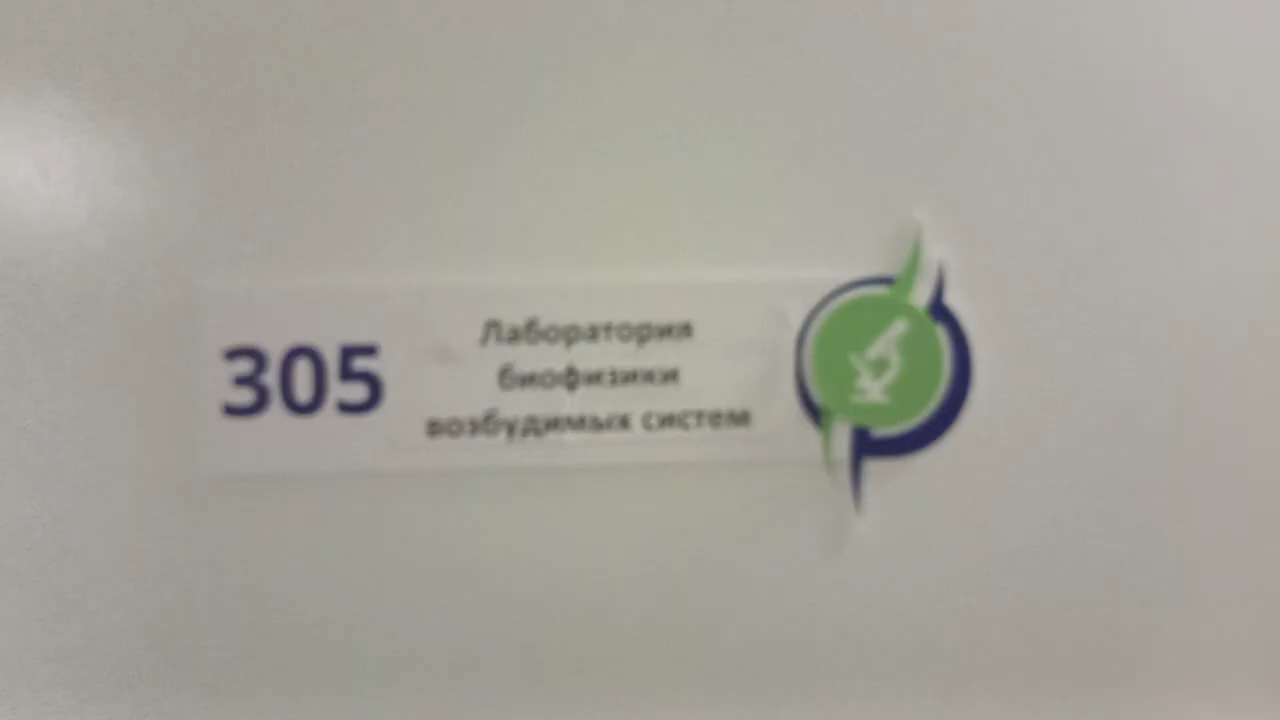 305
Лаборатория
биофизики
возбудимых систем